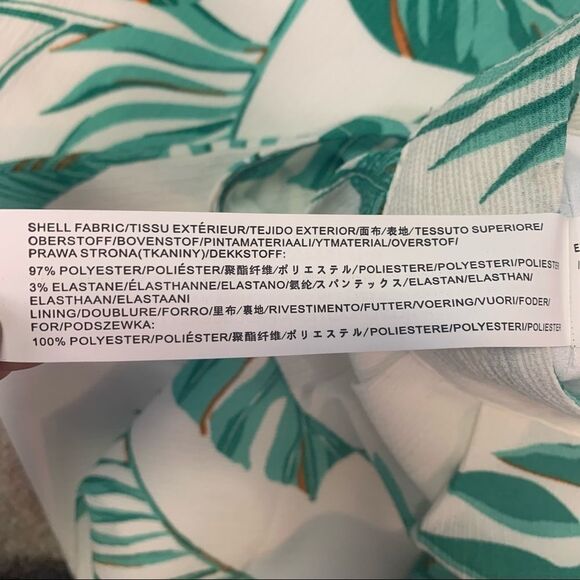 SHELL FABRIC/TISSU EXTÉRIEUR/TEJIDO EXTERIOR/面布/表地/TESSUTO SUPERIORE/
OBERSTOFF/BOVENSTOF/PINTAMATERIAALI/YTMATERIAL/OVERSTOF/
PRAWA STRONA(TKANINY)/DEKKSTOFF:
97% POLYESTER/POLIÉSTER/聚酯纤维/ポリエステル/POLIESTERE/POLYESTERI/POLIESTER
3% ELASTANE/ÉLASTHANNE/ELASTANO/氨纶/スパンテックス/ELASTAN/ELASTHAN/
ELASTHAAN/ELASTAANI
LINING/DOUBLURE/FORRO/里布/裏地/RIVESTIMENTO/FUTTER/VOERING/VUORI/FODER/
FOR/PODSZEWKA:
100% POLYESTER/POLIÉSTER/聚酯纤维/ポリエステル/POLIESTERE/POLYESTERI/POLIESTER